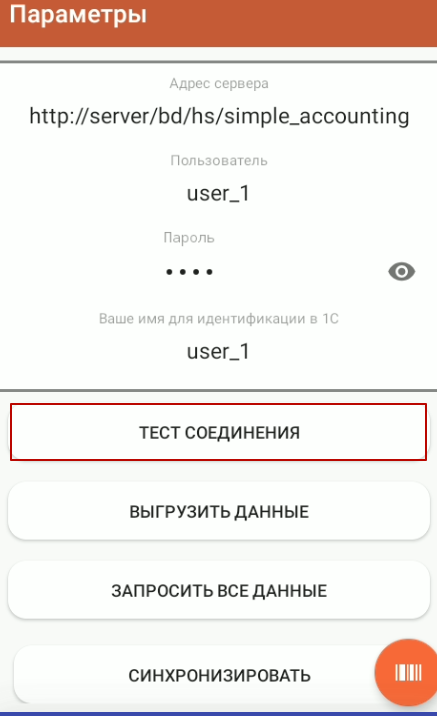 Параметры
Адрес сервера
http://server/bd/hs/simple_accounting
Пользователь
user_1
Пароль
••••
Ваше имя для идентификации в 1С
user_1
ТЕСТ СОЕДИНЕНИЯ
ВЫГРУЗИТЬ ДАННЫЕ
ЗАПРОСИТЬ ВСЕ ДАННЫЕ
СИНХРОНИЗИРОВАТЬ